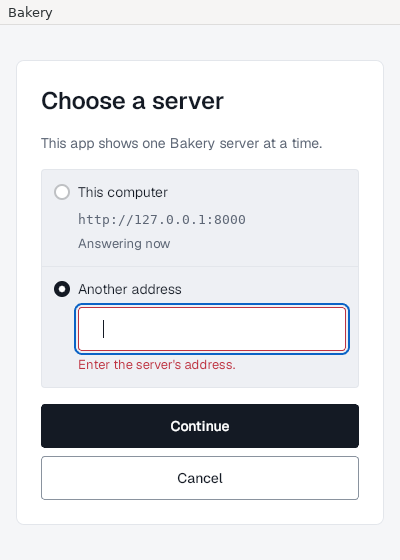 Bakery
Choose a server
This app shows one Bakery server at a time.
This computer
http://127.0.0.1:8000
Answering now
Another address
Enter the server's address.
Continue
Cancel